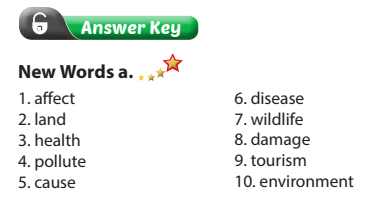 Answer Key
New Words a.
1. affect
2. land
3. health
4. pollute
5. cause
6. disease
7. wildlife
8. damage
9. tourism
10. environment